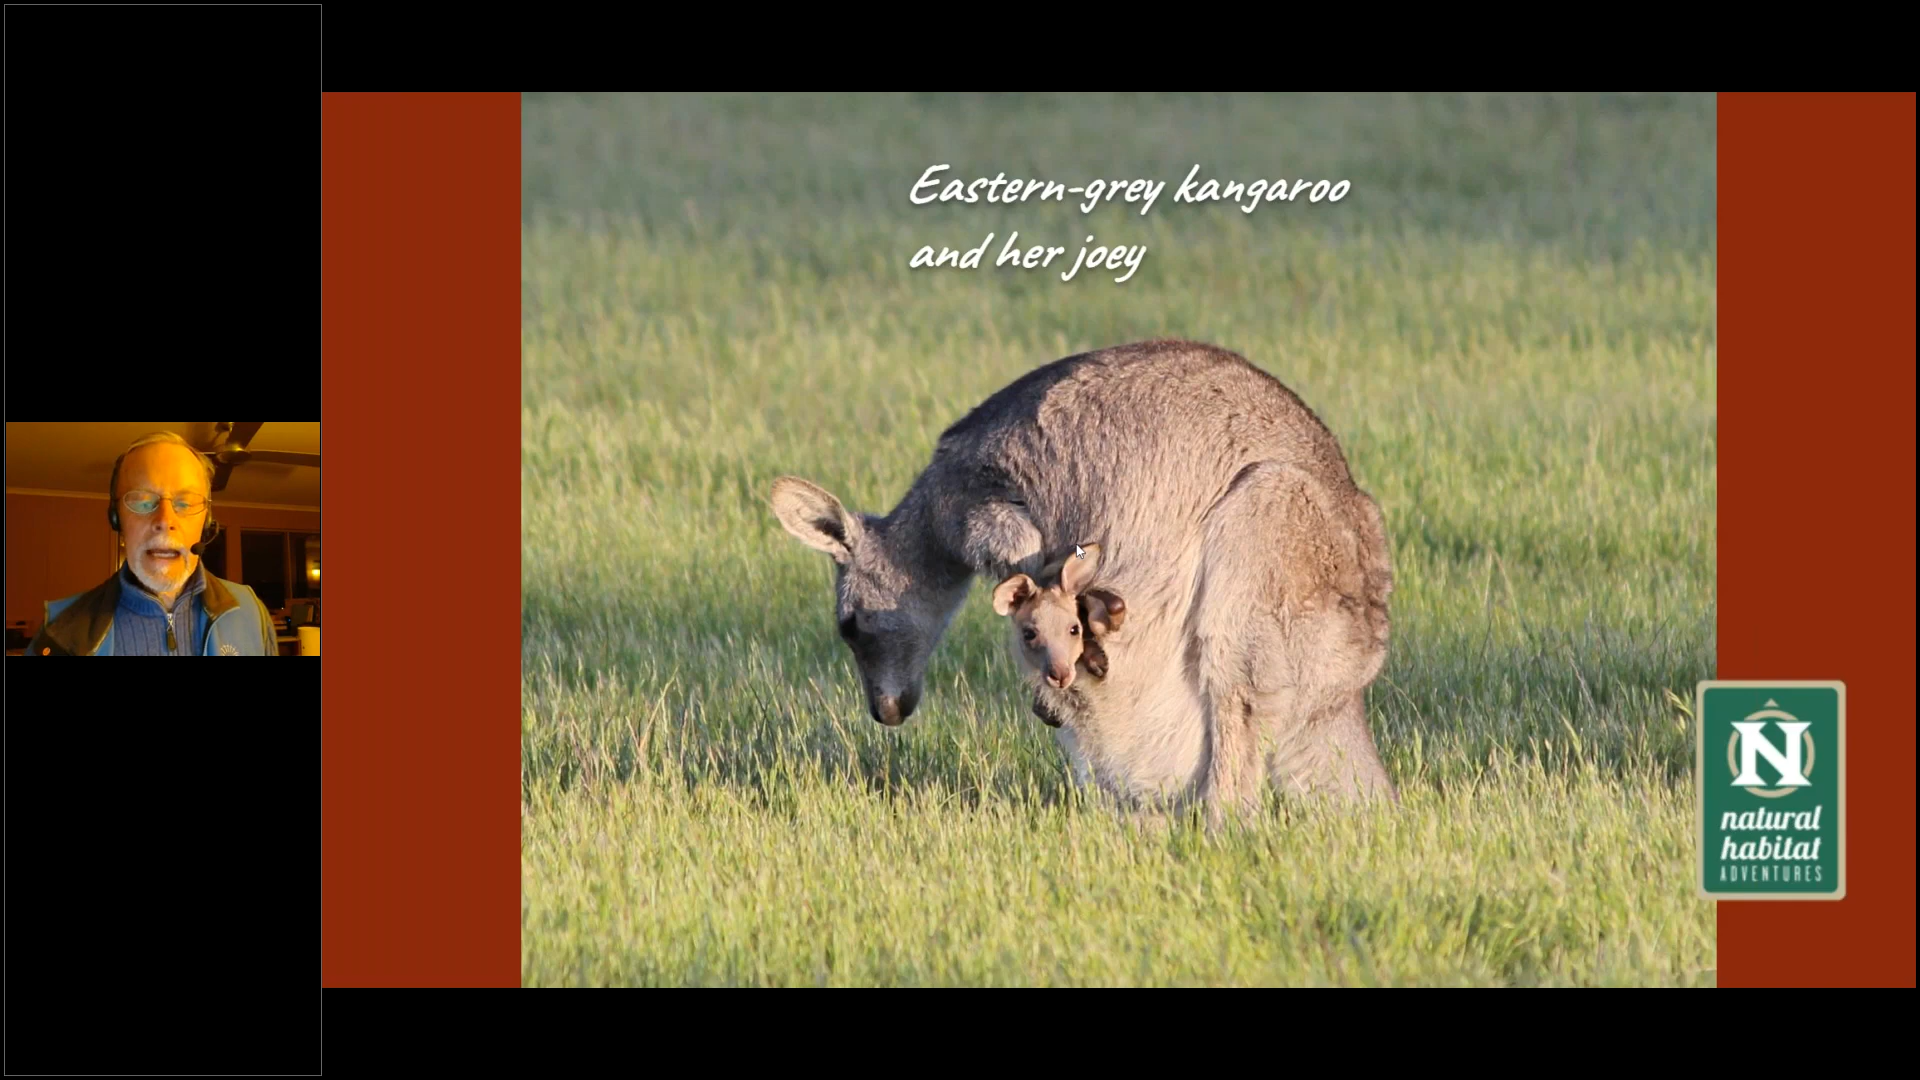 Eastern-grey kangaroo
and her joey
N
natural
habitat
ADVENTURES